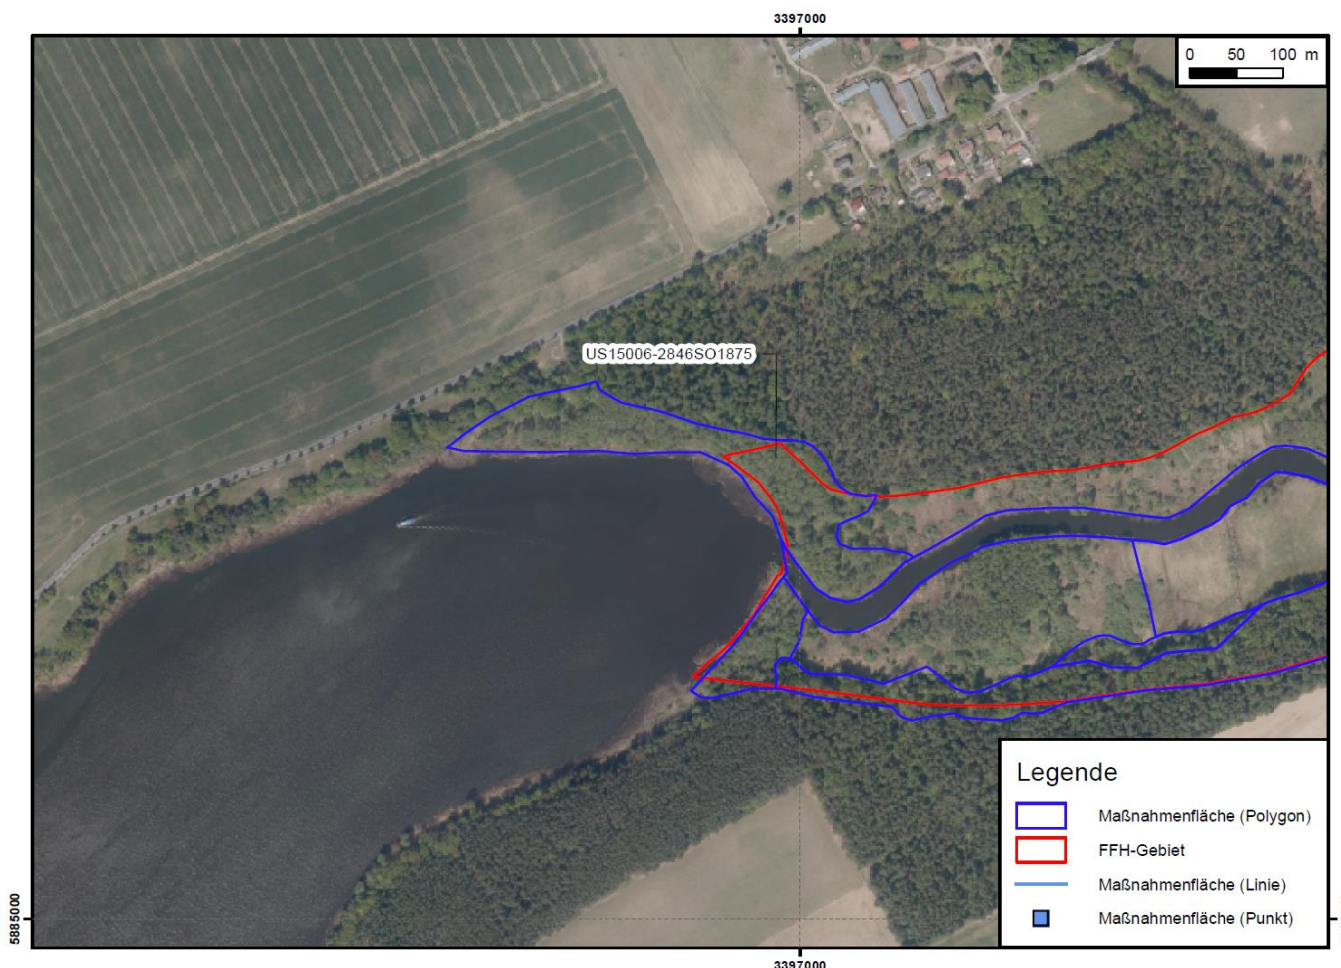 3397000
0 50 100 m
US15006-2846SO1875
Legende
Maßnahmenfläche (Polygon)
FFH-Gebiet
Maßnahmenfläche (Linie)
Maßnahmenfläche (Punkt)
5885000
3397000